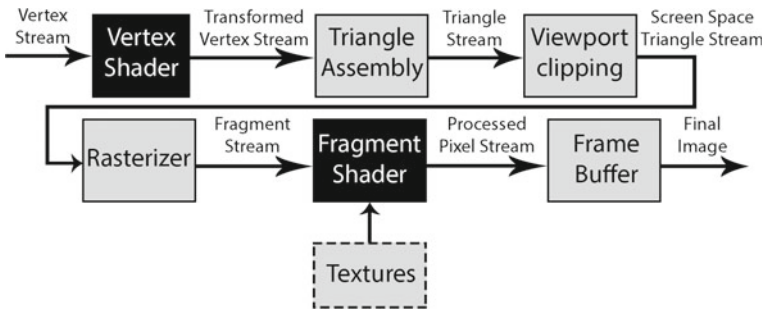 Vertex
Stream
Vertex
Shader
Transformed
Vertex Stream
Triangle
Assembly
Triangle
Stream
Viewport
clipping
Screen Space
Triangle Stream
Rasterizer
Fragment
Stream
Fragment
Shader
Processed
Pixel Stream
Frame
Buffer
Final
Image
Textures